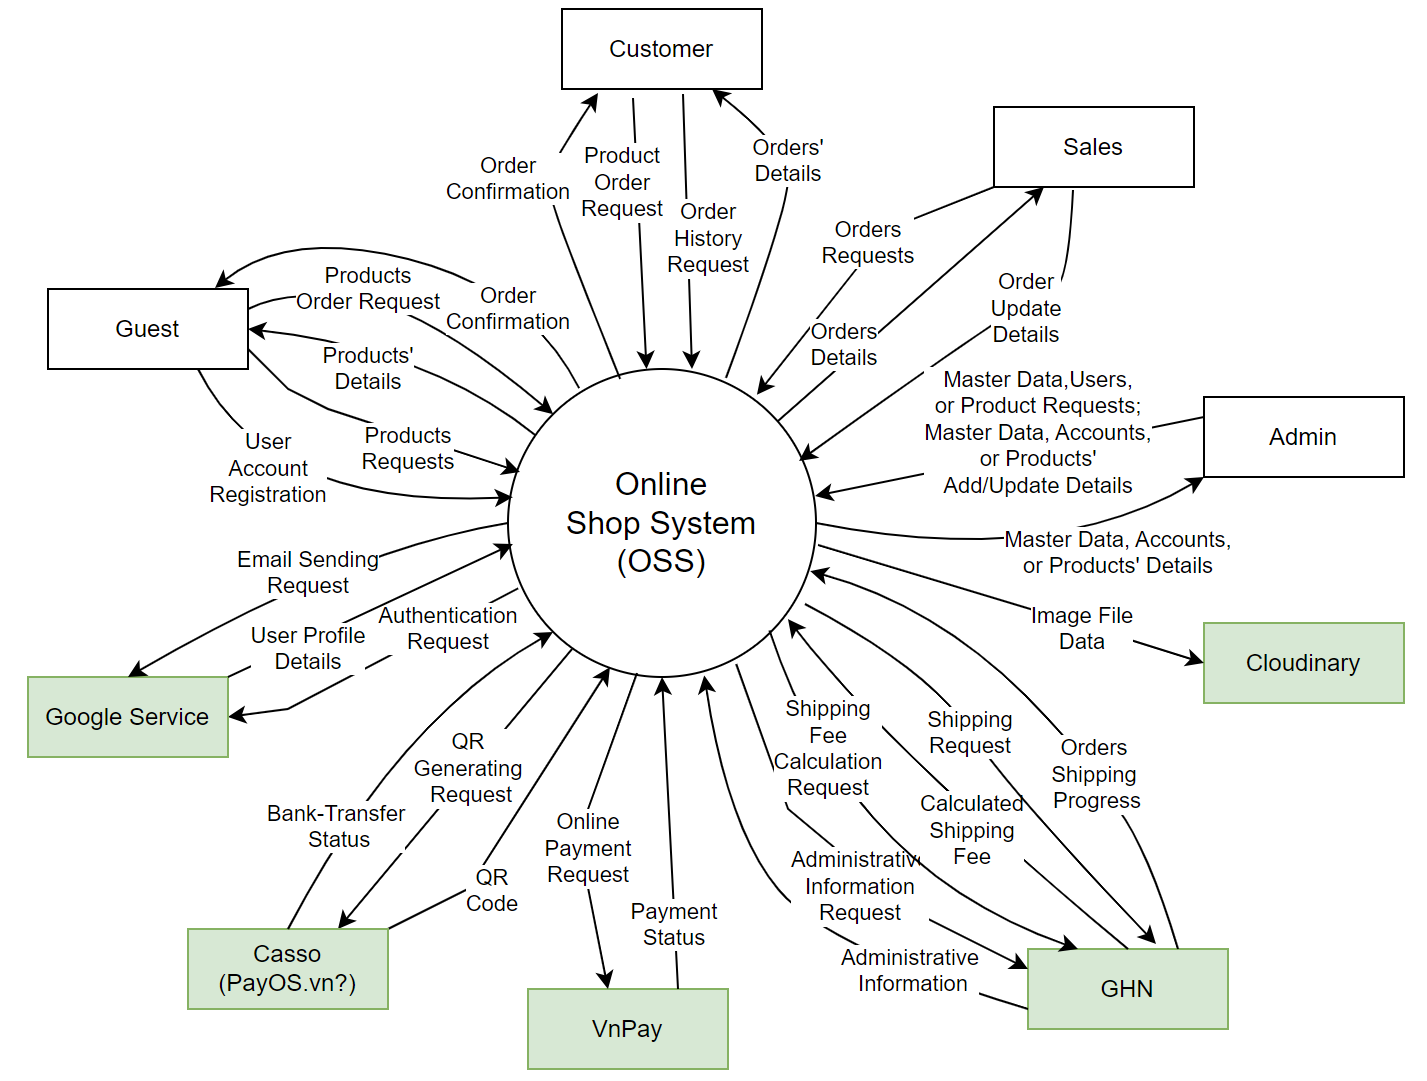 Customer
Sales
Order
Confirmation
Product
Order
Request
Order
History
Request
Orders'
Details
Orders
Requests
Orders
Details
Order
Update
Details
Guest
Products
Order Request
Order
Confirmation
Products'
Details
Products
Requests
User
Account
Registration
Master Data,Users,
or Product Requests;
Master Data, Accounts,
or Products'
Add/Update Details
Admin
Online
Shop System
(OSS)
Master Data, Accounts,
or Products' Details
Email Sending
Request
User Profile
Details
Authentication
Request
Google Service
Image File
Data
Cloudinary
Bank-Transfer
Status
QR
Generating
Request
QR
Code
Casso
(PayOS.vn?)
Online
Payment
Request
Payment
Status
VnPay
Shipping
Fee
Calculation
Request
Shipping
Request
Orders
Shipping
Progress
Calculated
Shipping
Fee
Administrative
Information
Request
Administrative
Information
GHN